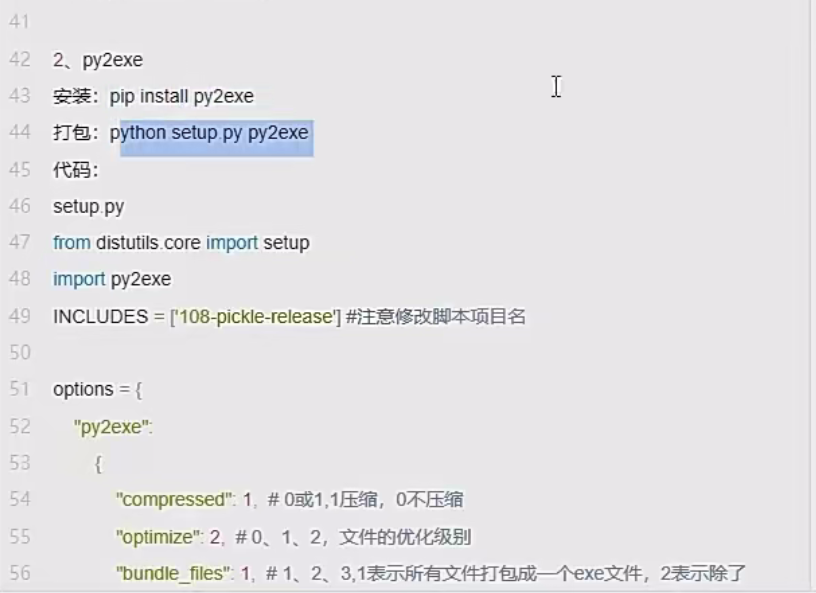 41
42 2、py2exe
43 安装：pip install py2exe
44 打包：python setup.py py2exe
45 代码：
46 setup.py
47 from distutils.core import setup
48 import py2exe
49 INCLUDES = ['108-pickle-release'] #注意修改脚本项目名
50
51 options = {
52 "py2exe":
53 {
54 "compressed": 1, # 0或1,1压缩，0不压缩
55 "optimize": 2, # 0、1、2，文件的优化级别
56 "bundle_files": 1, # 1、2、3,1表示所有文件打包成一个exe文件，2表示除了